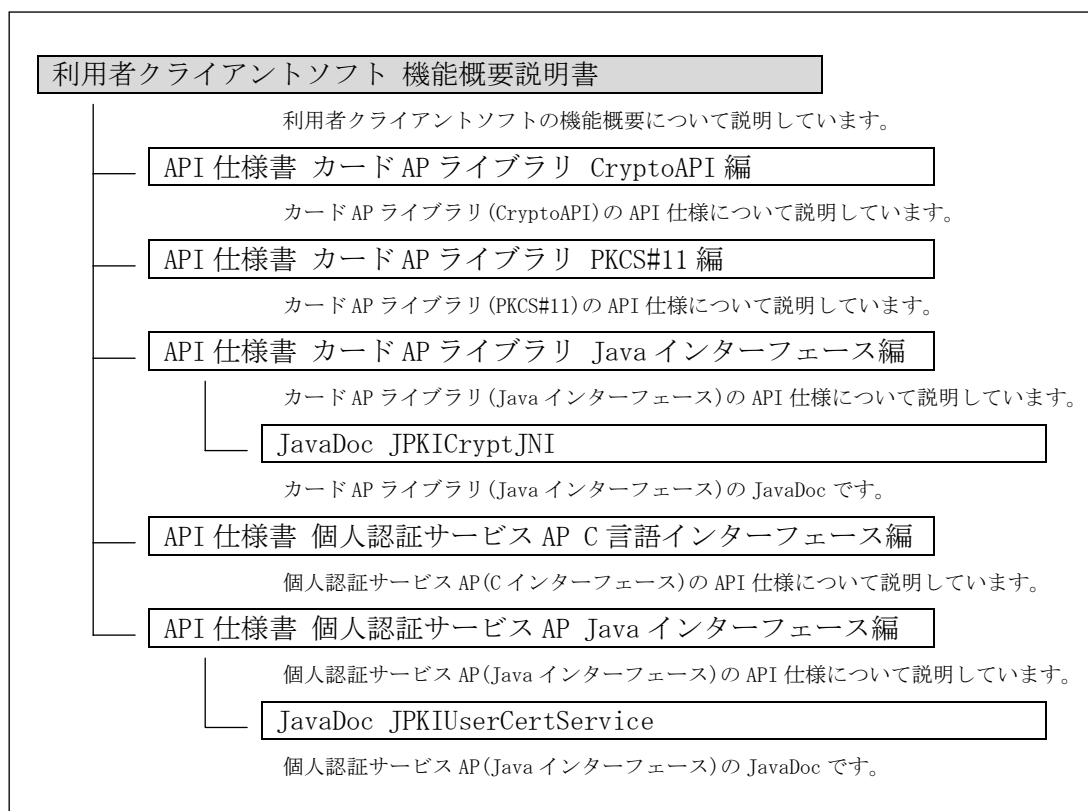 利用者クライアントソフト 機能概要説明書
利用者クライアントソフトの機能概要について説明しています。
API 仕様書 カード AP ライブラリ CryptoAPI 編
カード AP ライブラリ(CryptoAPI)の API 仕様について説明しています。
API 仕様書 カード AP ライブラリ PKCS#11 編
カード AP ライブラリ(PKCS#11)の API 仕様について説明しています。
API 仕様書 カード AP ライブラリ Java インターフェース編
カード AP ライブラリ(Java インターフェース)の API 仕様について説明しています。
JavaDoc JPKICryptJNI
カード AP ライブラリ(Java インターフェース)の JavaDoc です。
API 仕様書 個人認証サービス AP C 言語インターフェース編
個人認証サービス AP(C インターフェース)の API 仕様について説明しています。
API 仕様書 個人認証サービス AP Java インターフェース編
個人認証サービス AP(Java インターフェース)の API 仕様について説明しています。
JavaDoc JPKIUserCertService
個人認証サービス AP(Java インターフェース)の JavaDoc です。